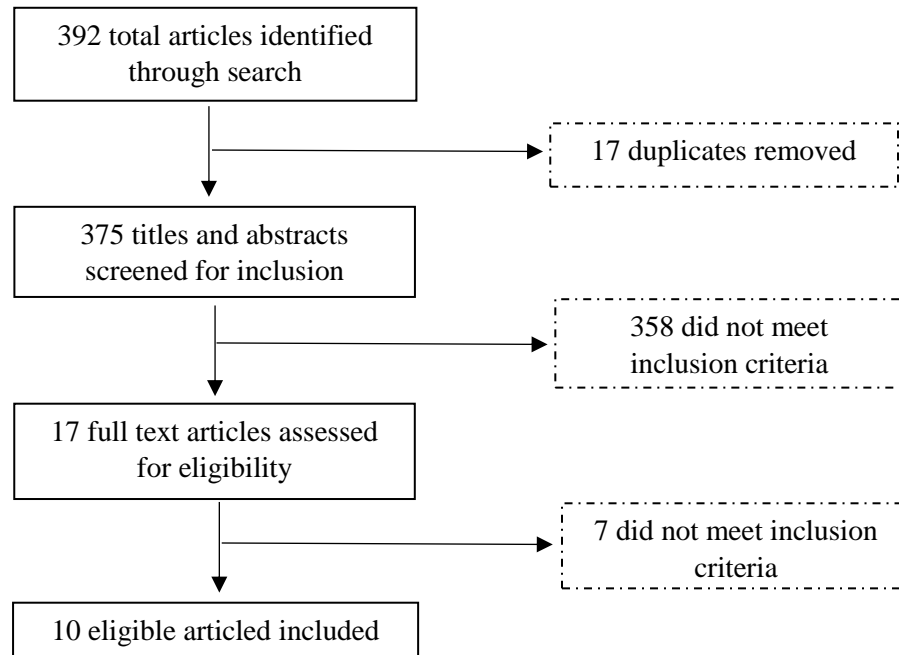 392 total articles identified
through search
17 duplicates removed
375 titles and abstracts
screened for inclusion
358 did not meet
inclusion criteria
17 full text articles assessed
for eligibility
7 did not meet inclusion
criteria
10 eligible articled included